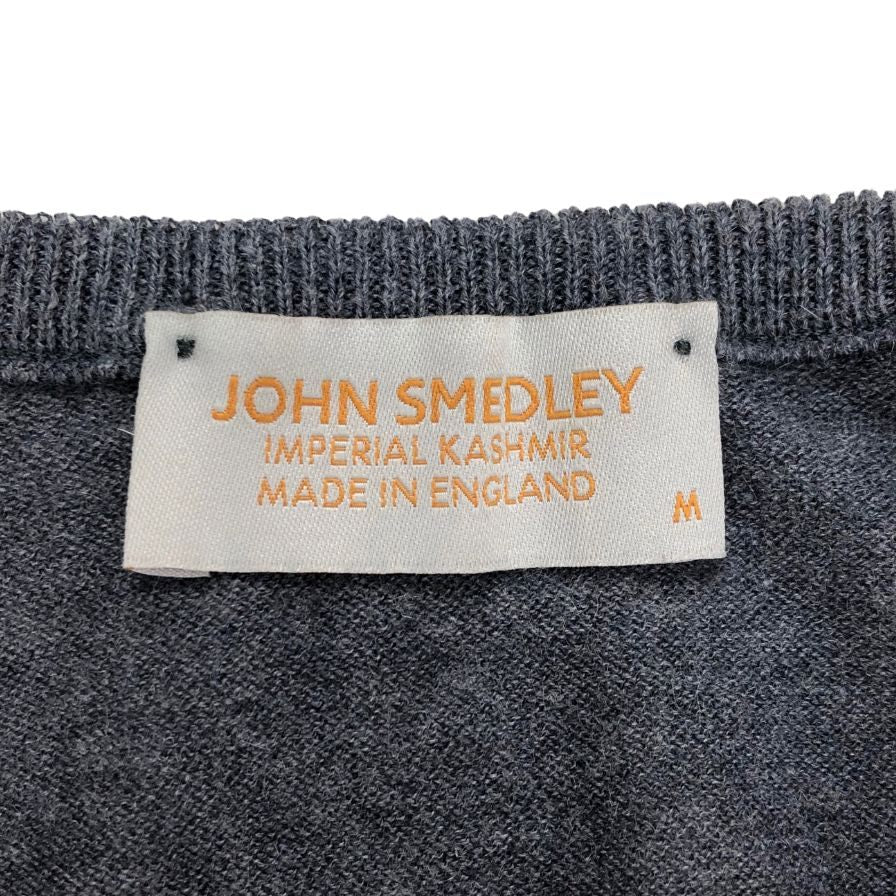 JOHN SMEDLEY
IMPERIAL KASHMIR
MADE IN ENGLAND
M